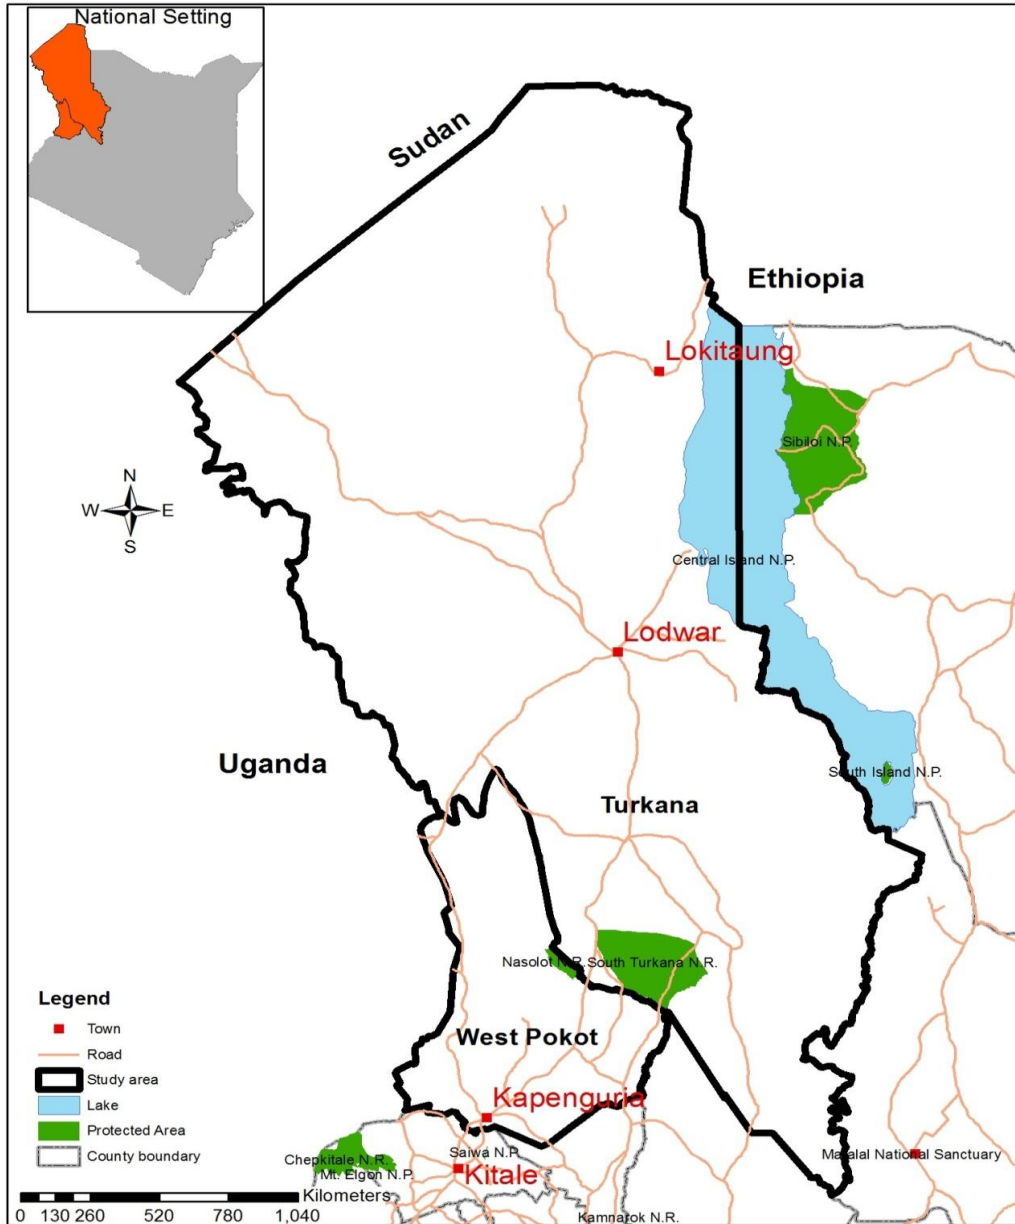 National Setting
Sudan
Ethiopia
Lokitaung
Sibiloi N.P.
N
W E
S
Central Island N.P.
Lodwar
Uganda
South Island N.P.
Turkana
Nasolot N.R.
South Turkana N.R.
Legend
Town
Road
Study area
Lake
Protected Area
County boundary
West Pokot
Kapenguria
Saiwa N.P.
Maralal National Sanctuary
Chepkitale N.R.
Mt. Elgon N.P.
Kitale
Kamnarok N.R.
Kilometers
0 130 260 520 780 1,040